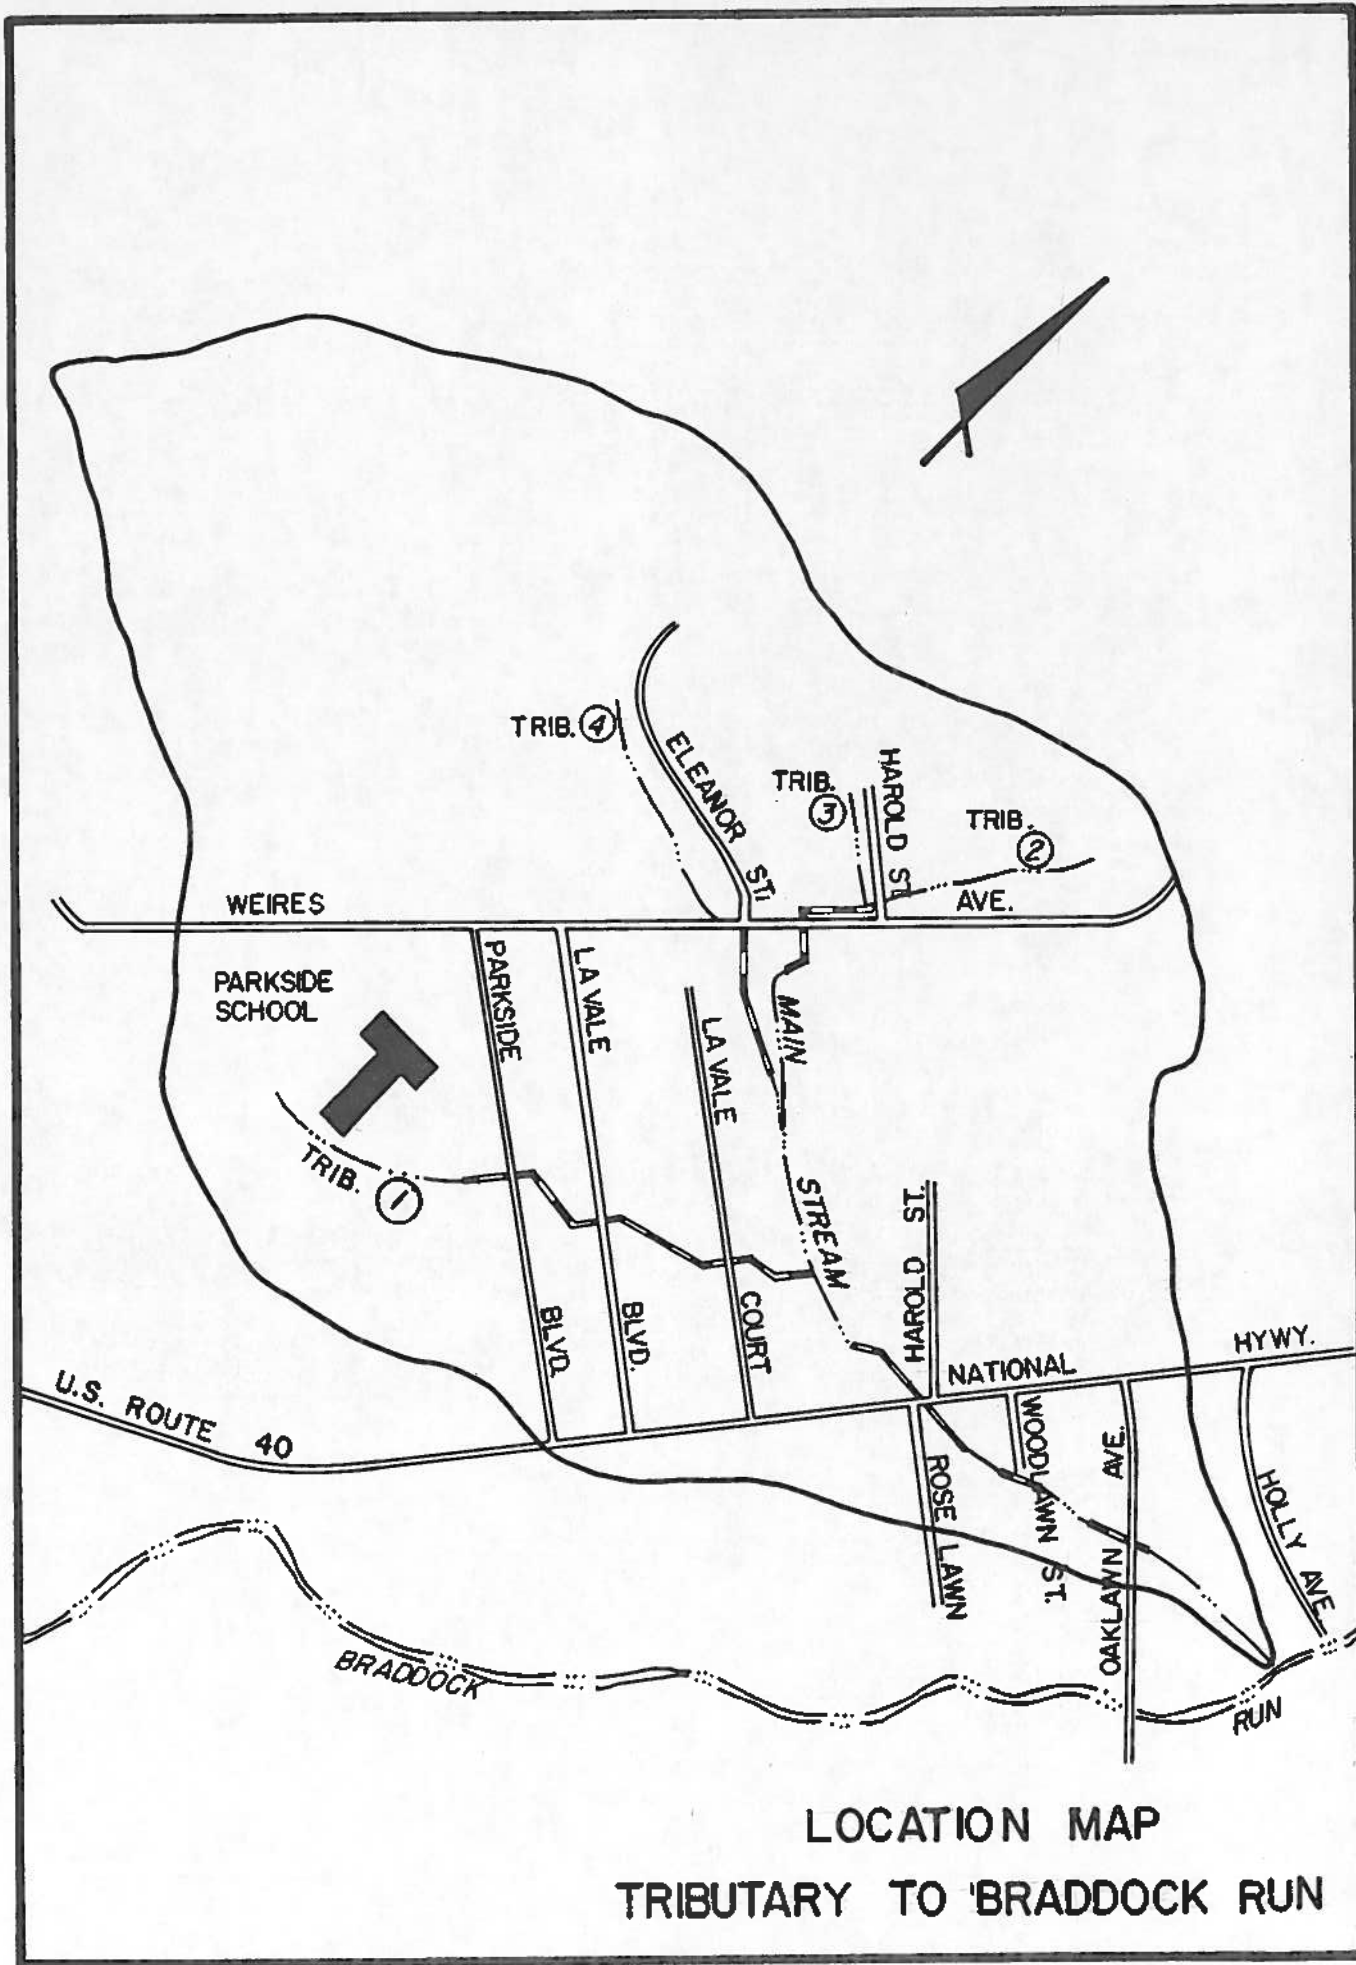 TRIB. 4
ELEANOR ST.
TRIB. 3
HAROLD ST.
TRIB. 2
WEIRES AVE.
PARKSIDE
SCHOOL
PARKSIDE BLVD.
LA VALE BLVD.
LA VALE COURT
MAIN STREAM
TRIB. 1
HAROLD ST.
NATIONAL HYWY.
U.S. ROUTE 40
ROSE LAWN
WOODLAWN ST.
OAKLAWN AVE.
HOLLY AVE.
BRADDOCK RUN
LOCATION MAP
TRIBUTARY TO BRADDOCK RUN